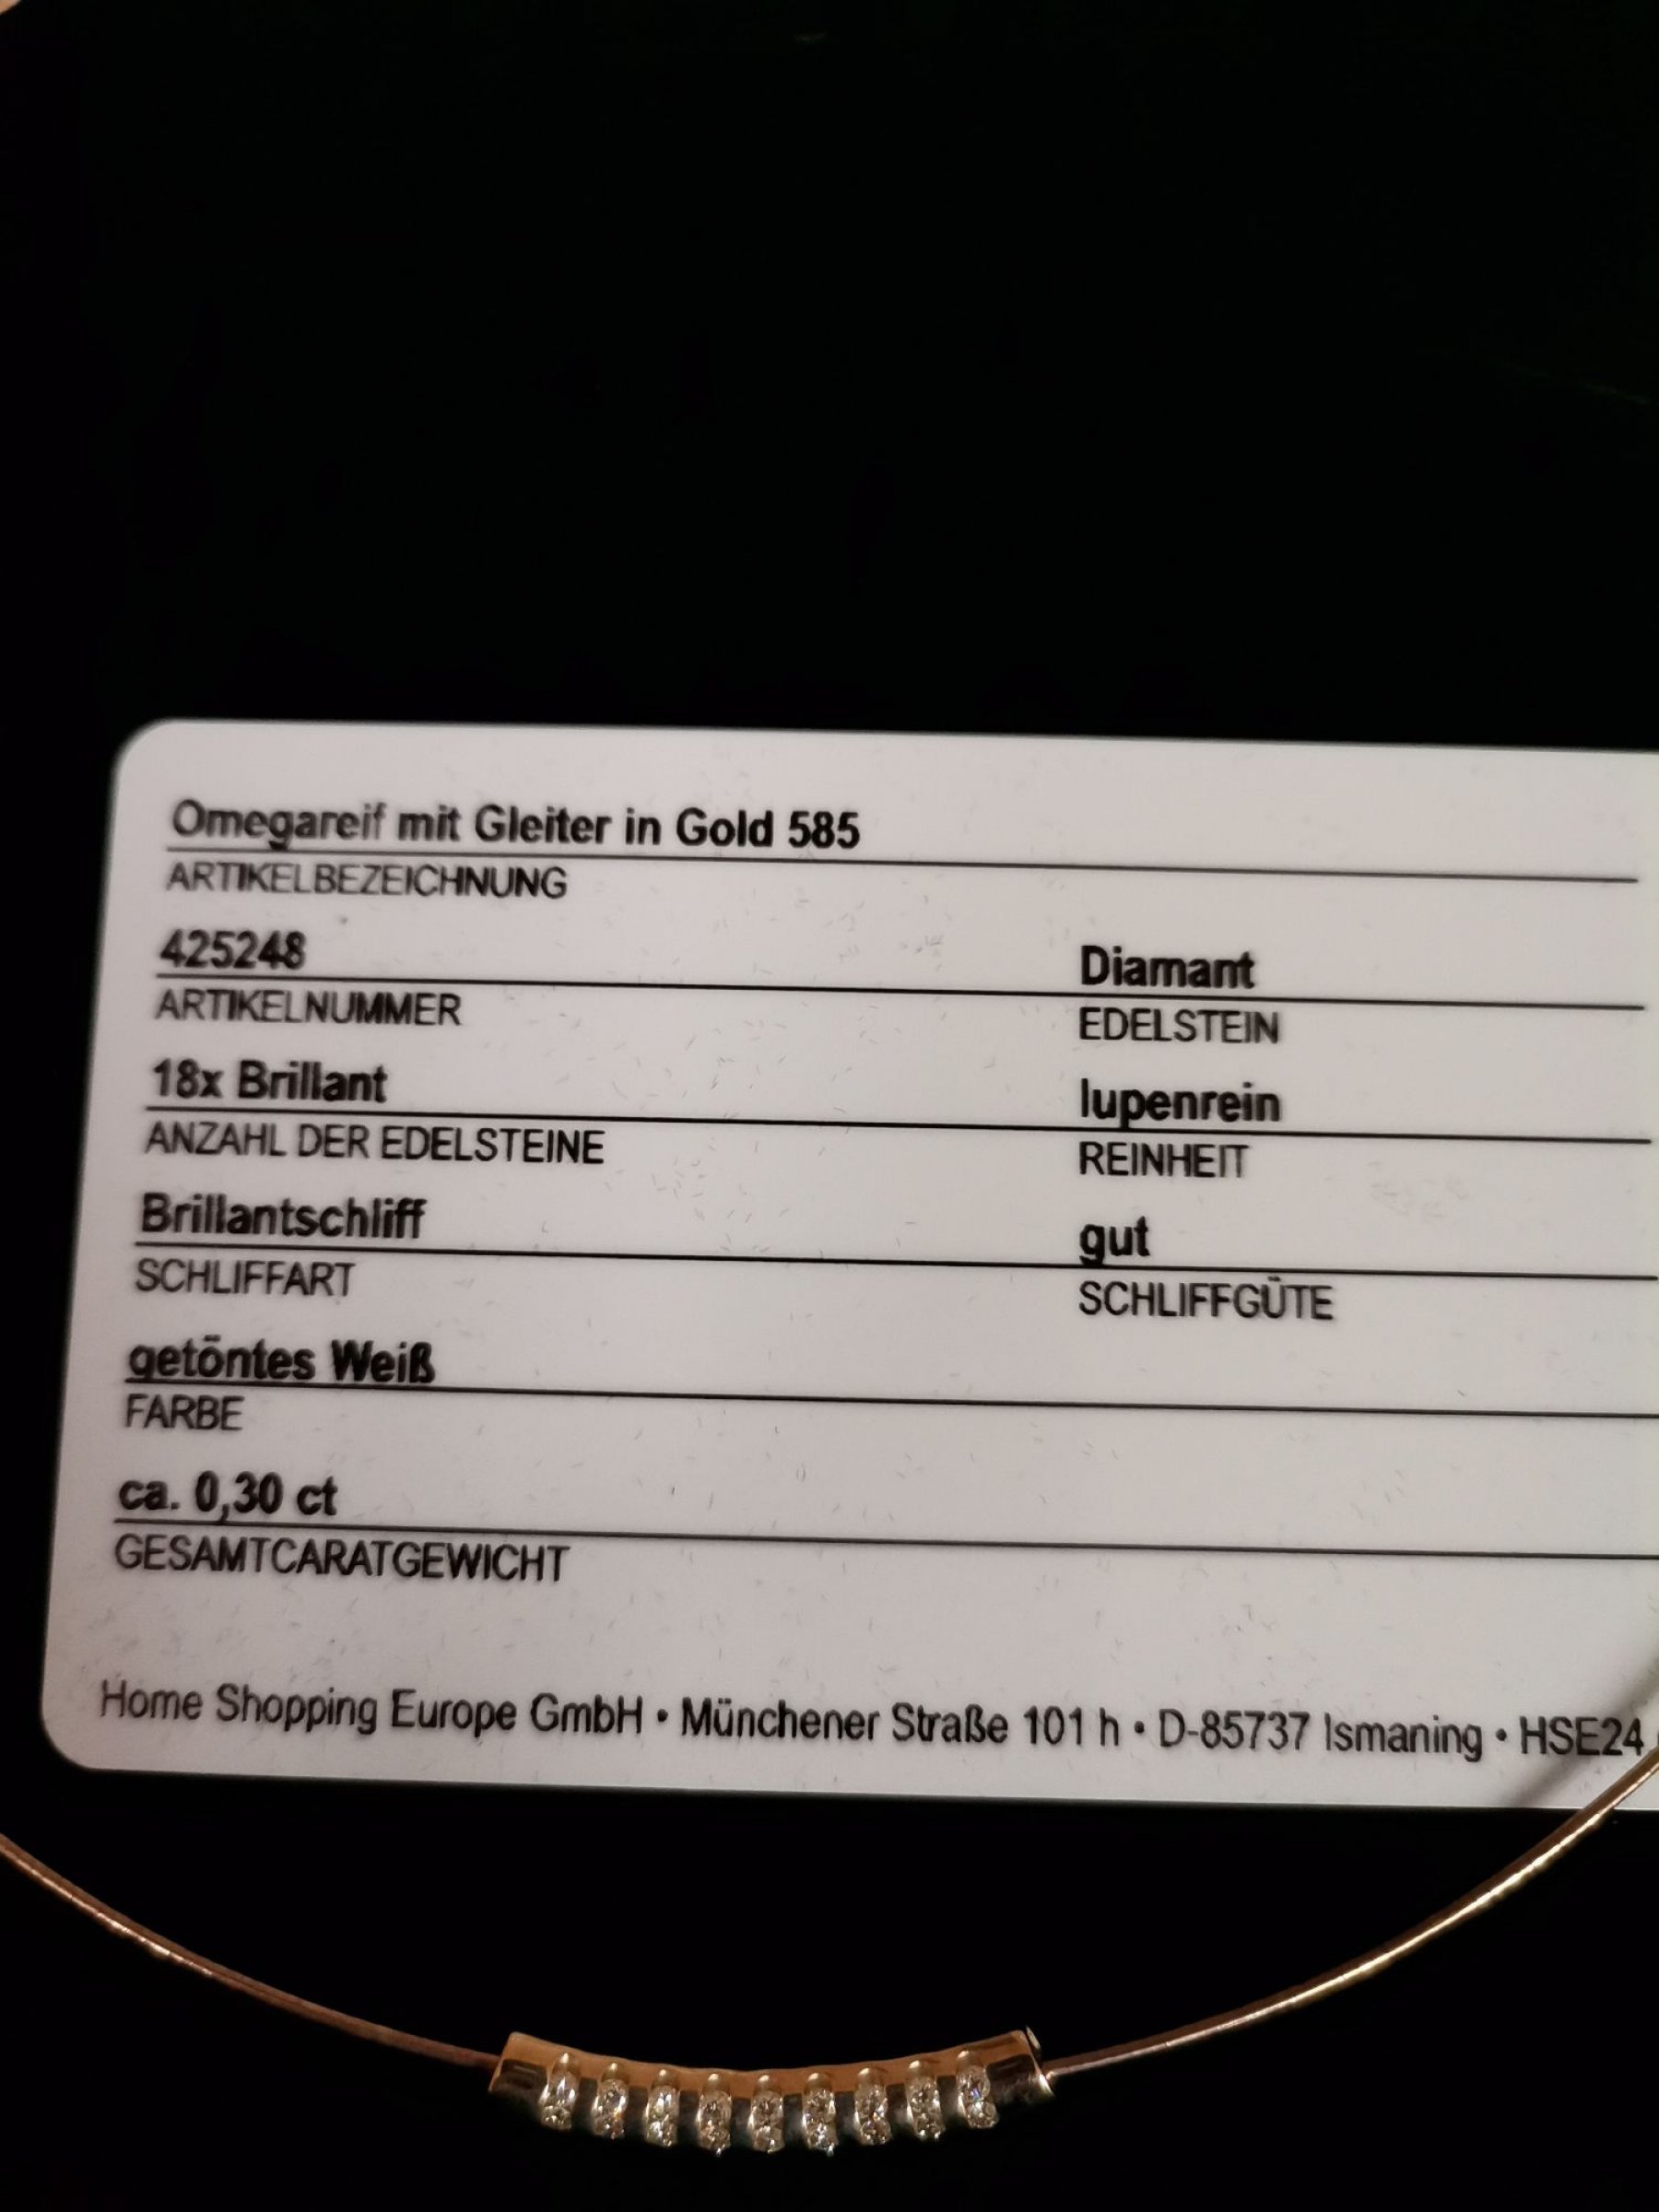 Omegareif mit Gleiter in Gold 585
ARTIKELBEZEICHNUNG
425248 Diamant
ARTIKELNUMMER EDELSTEIN
18x Brillant lupenrein
ANZAHL DER EDELSTEINE REINHEIT
Brillantschliff gut
SCHLIFFART SCHLIFFGÜTE
getöntes Weiß
FARBE
ca. 0,30 ct
GESAMTCARATGEWICHT
Home Shopping Europe GmbH • Münchener Straße 101 h • D-85737 Ismaning • HSE24